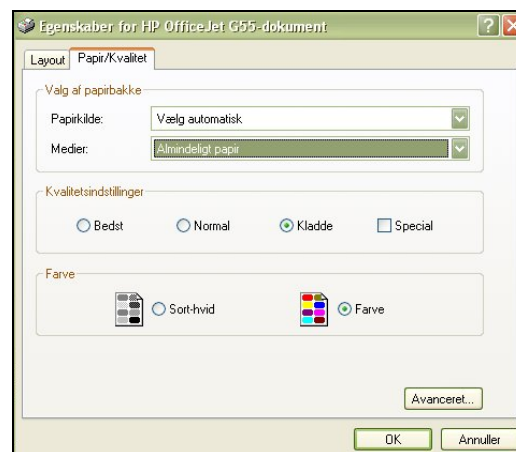 Egenskaber for HP OfficeJet G55-dokument
Layout Papir/Kvalitet
Valg af papirbakke
Papirkilde: Vælg automatisk
Medier: Almindeligt papir
Kvalitetsindstillinger
Bedst Normal Kladde Special
Farve
Sort-hvid Farve
Avanceret...
OK Annuller